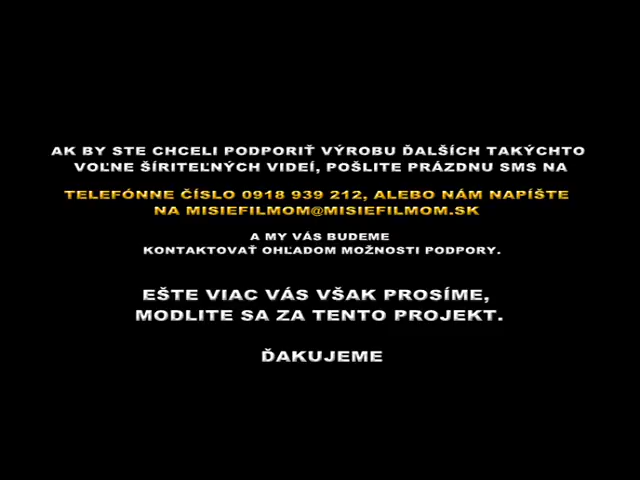 AK BY STE CHCELI PODPORIŤ VÝROBU ĎALŠÍCH TAKÝCHTO
VOĽNE ŠÍRITEĽNÝCH VIDEÍ, POŠLITE PRÁZDNU SMS NA
TELEFÓNNE ČÍSLO 0918 939 212, ALEBO NÁM NAPÍŠTE
NA MISIEFILMOM@MISIEFILMOM.SK
A MY VÁS BUDEME
KONTAKTOVAŤ OHĽADOM MOŽNOSTI PODPORY.
EŠTE VIAC VÁS VŠAK PROSÍME,
MODLITE SA ZA TENTO PROJEKT.
ĎAKUJEME